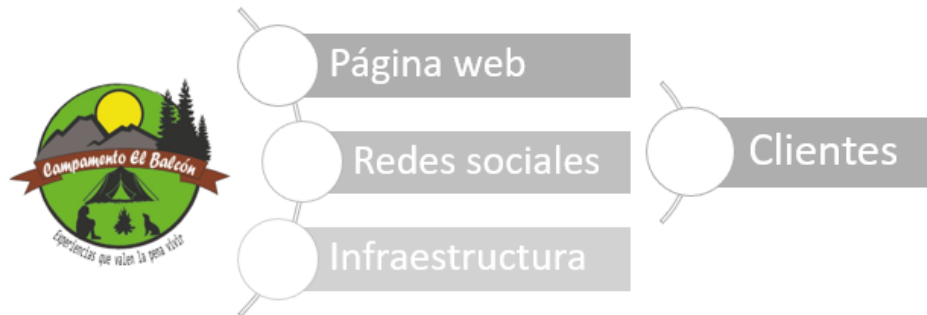 Campamento El Balcón
Experiencias que valen la pena vivir
Página web
Redes sociales
Infraestructura
Clientes